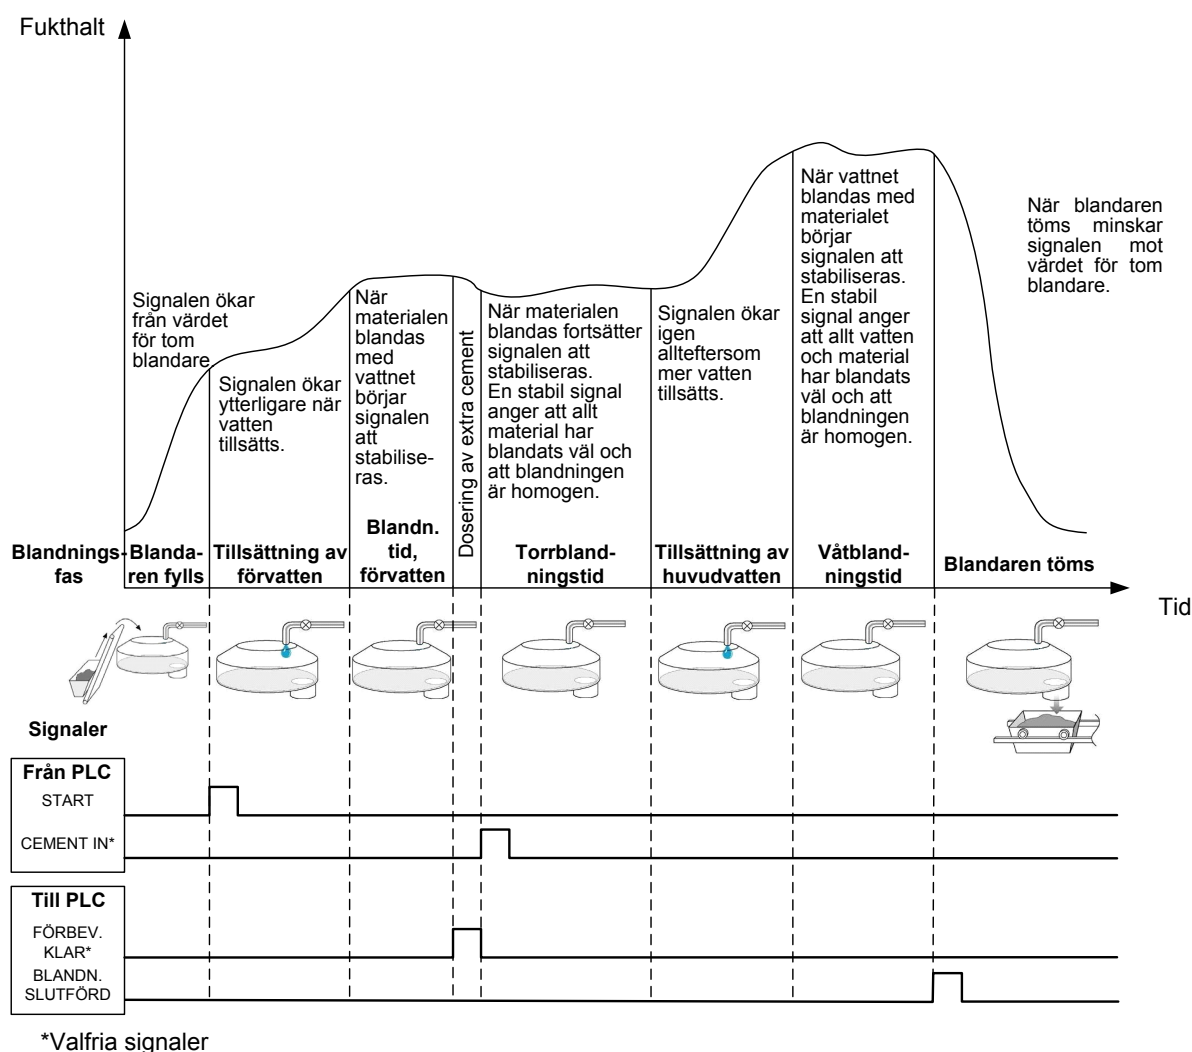 Fukthalt
Signalen ökar
från värdet
för tom
blandare
Signalen ökar
ytterligare när
vatten
tillsätts.
När
materialen
blandas
med
vattnet
börjar
signalen
att
stabilise-
ras.
Dosering av extra cement
När materialen
blandas fortsätter
signalen att
stabiliseras.
En stabil signal
anger att allt
material har
blandats väl och
att blandningen
är homogen.
Signalen ökar
igen
allteftersom
mer vatten
tillsätts.
När vattnet
blandas med
materialet
börjar
signalen att
stabiliseras.
En stabil
signal anger
att allt vatten
och material
har blandats
väl och att
blandningen
är homogen.
När blandaren
töms minskar
signalen mot
värdet för tom
blandare.
Blandnings-
fas
Blanda-
ren fylls
Tillsättning av
förvatten
Blandn.
tid,
förvatten
Torrbland-
ningstid
Tillsättning av
huvudvatten
Våtbland-
ningstid
Blandaren töms
Tid
Signaler
Från PLC
START
CEMENT IN*
Till PLC
FÖRBEV.
KLAR*
BLANDN.
SLUTFÖRD
*Valfria signaler